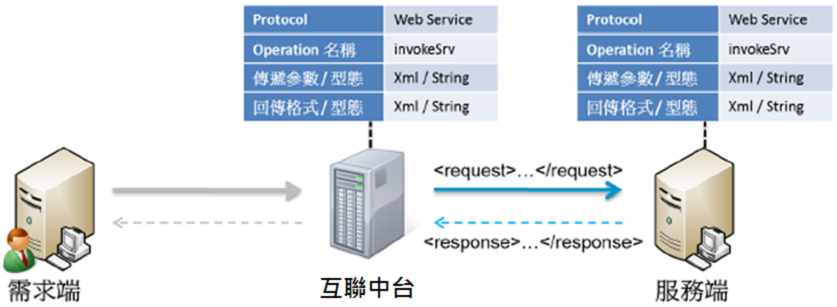 Protocol Web Service
Operation 名稱 invokeSrv
傳遞參數/型態 Xml / String
回傳格式/型態 Xml / String
Protocol Web Service
Operation 名稱 invokeSrv
傳遞參數/型態 Xml / String
回傳格式/型態 Xml / String
<request>…</request>
<response>…</response>
需求端
互聯中台
服務端